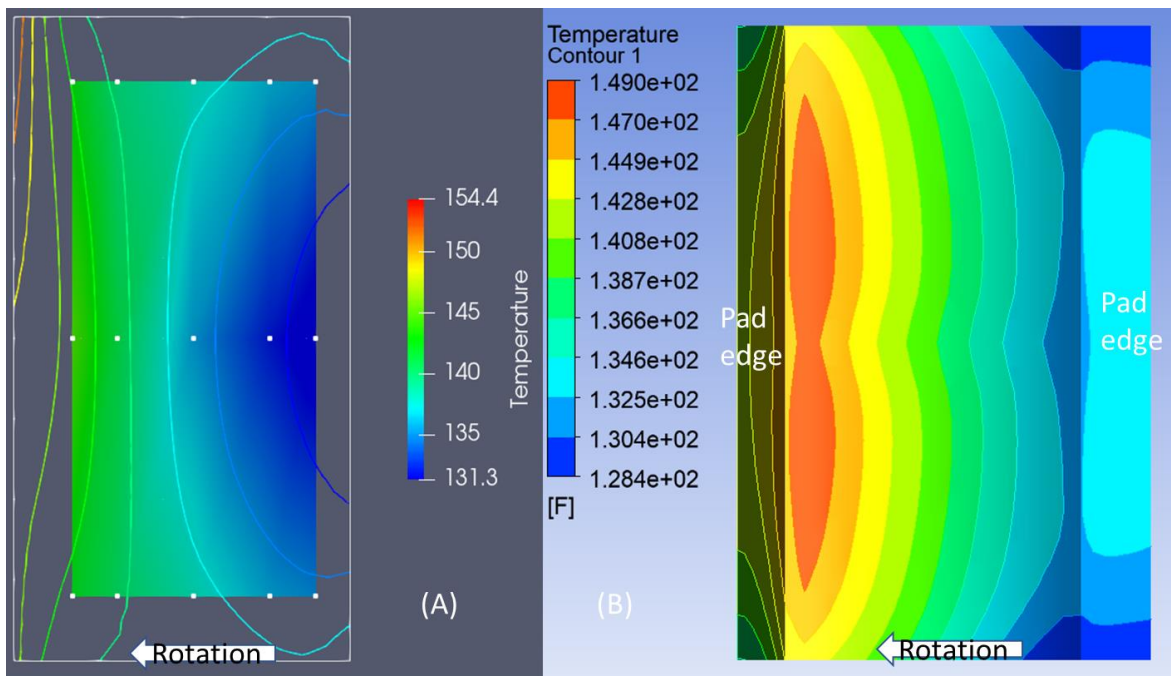 154.4
150
145
140
135
131.3
Temperature
(A)
Rotation
Temperature
Contour 1
1.490e+02
1.470e+02
1.449e+02
1.428e+02
1.408e+02
1.387e+02
1.366e+02
1.346e+02
1.325e+02
1.304e+02
1.284e+02
[F]
(B)
Pad
edge
Pad
edge
Rotation